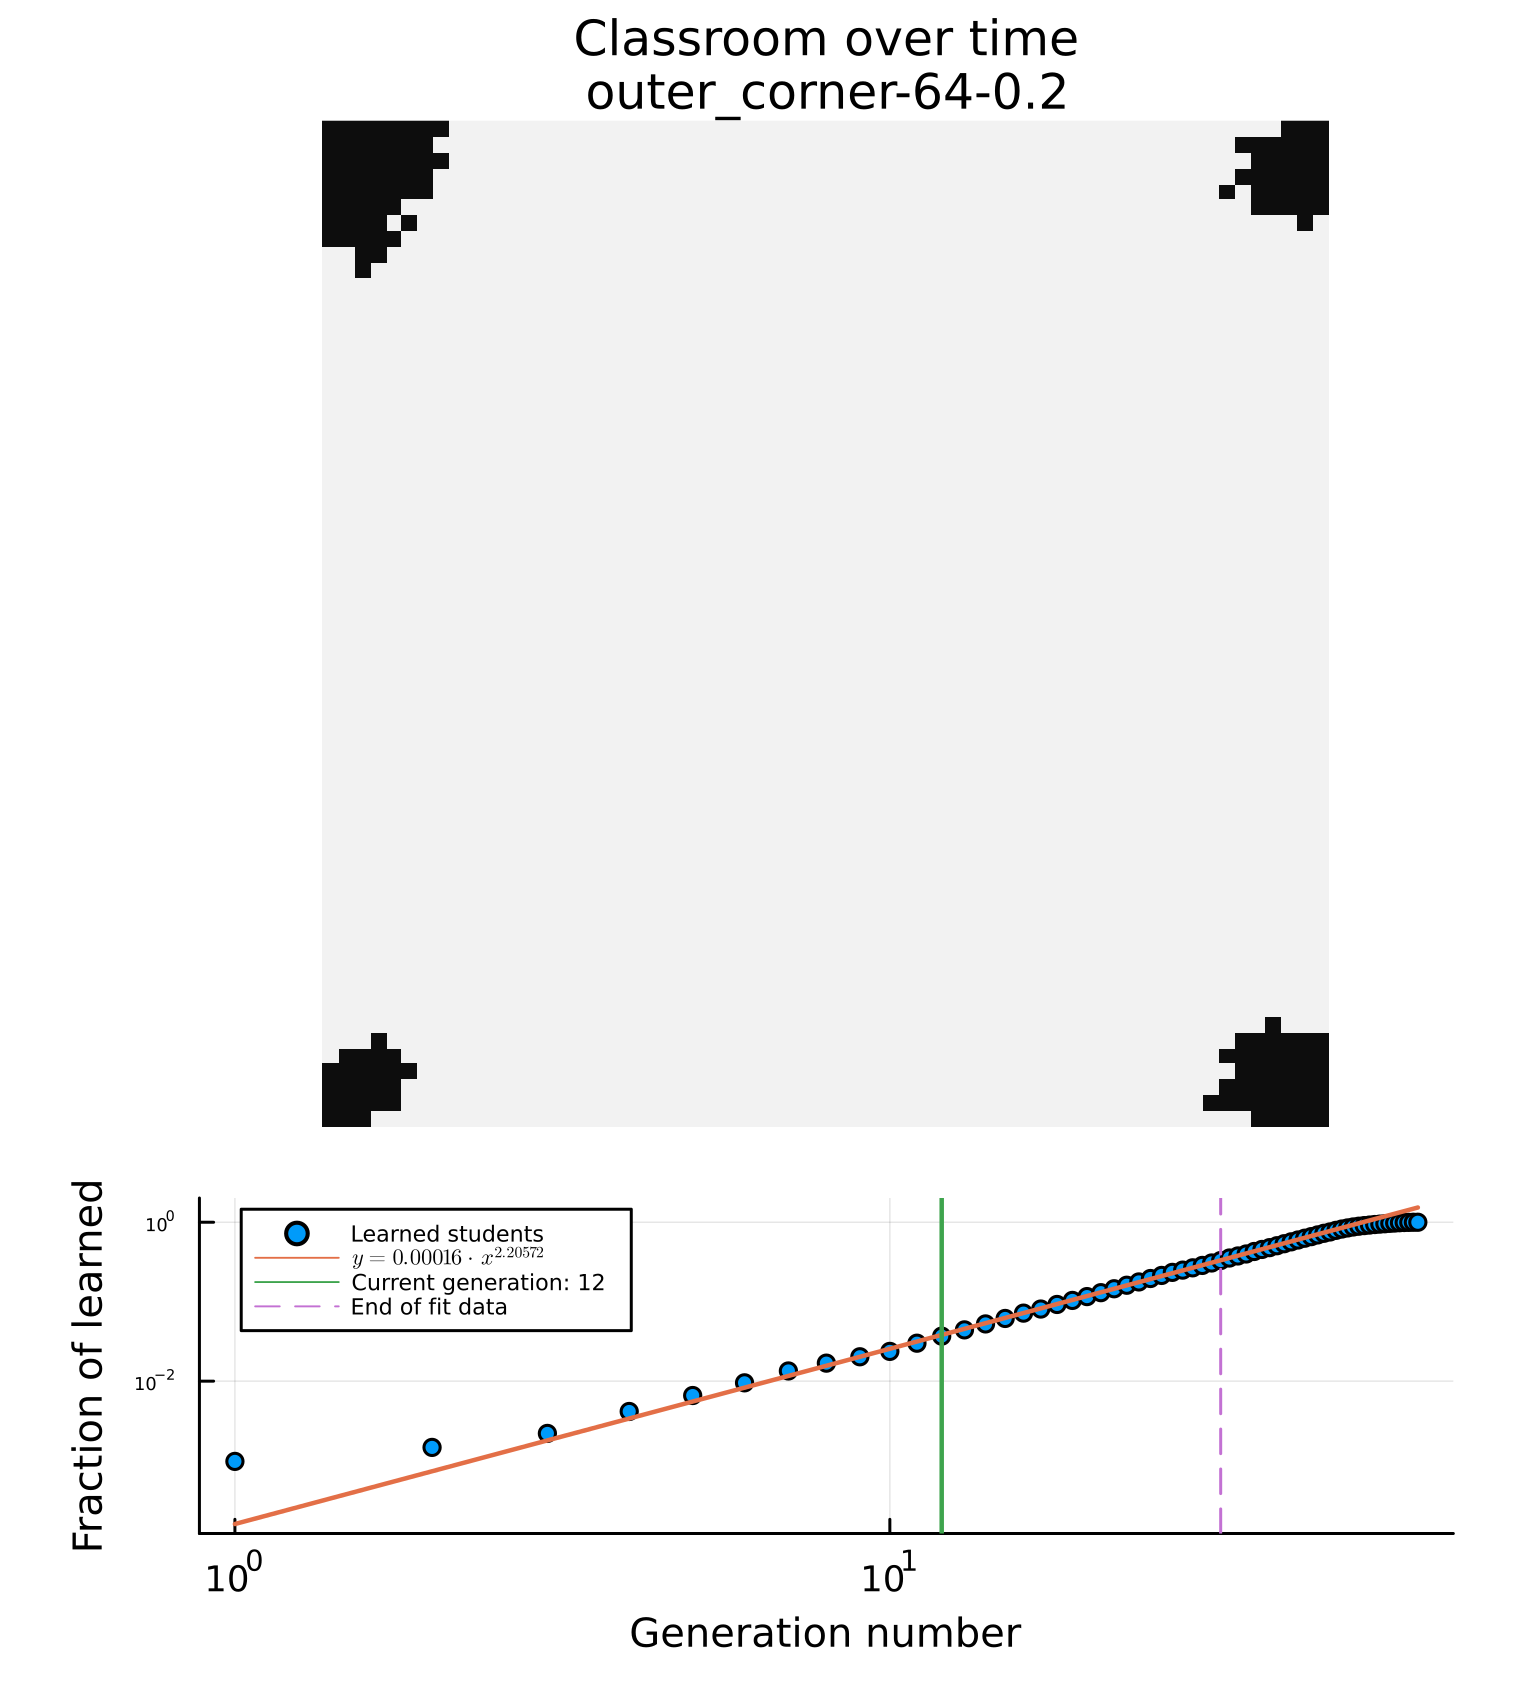 Classroom over time
outer_corner-64-0.2
Fraction of learned
10^0
10^-2
Learned students
y = 0.00016 · x^2.20572
Current generation: 12
End of fit data
10^0
10^1
Generation number